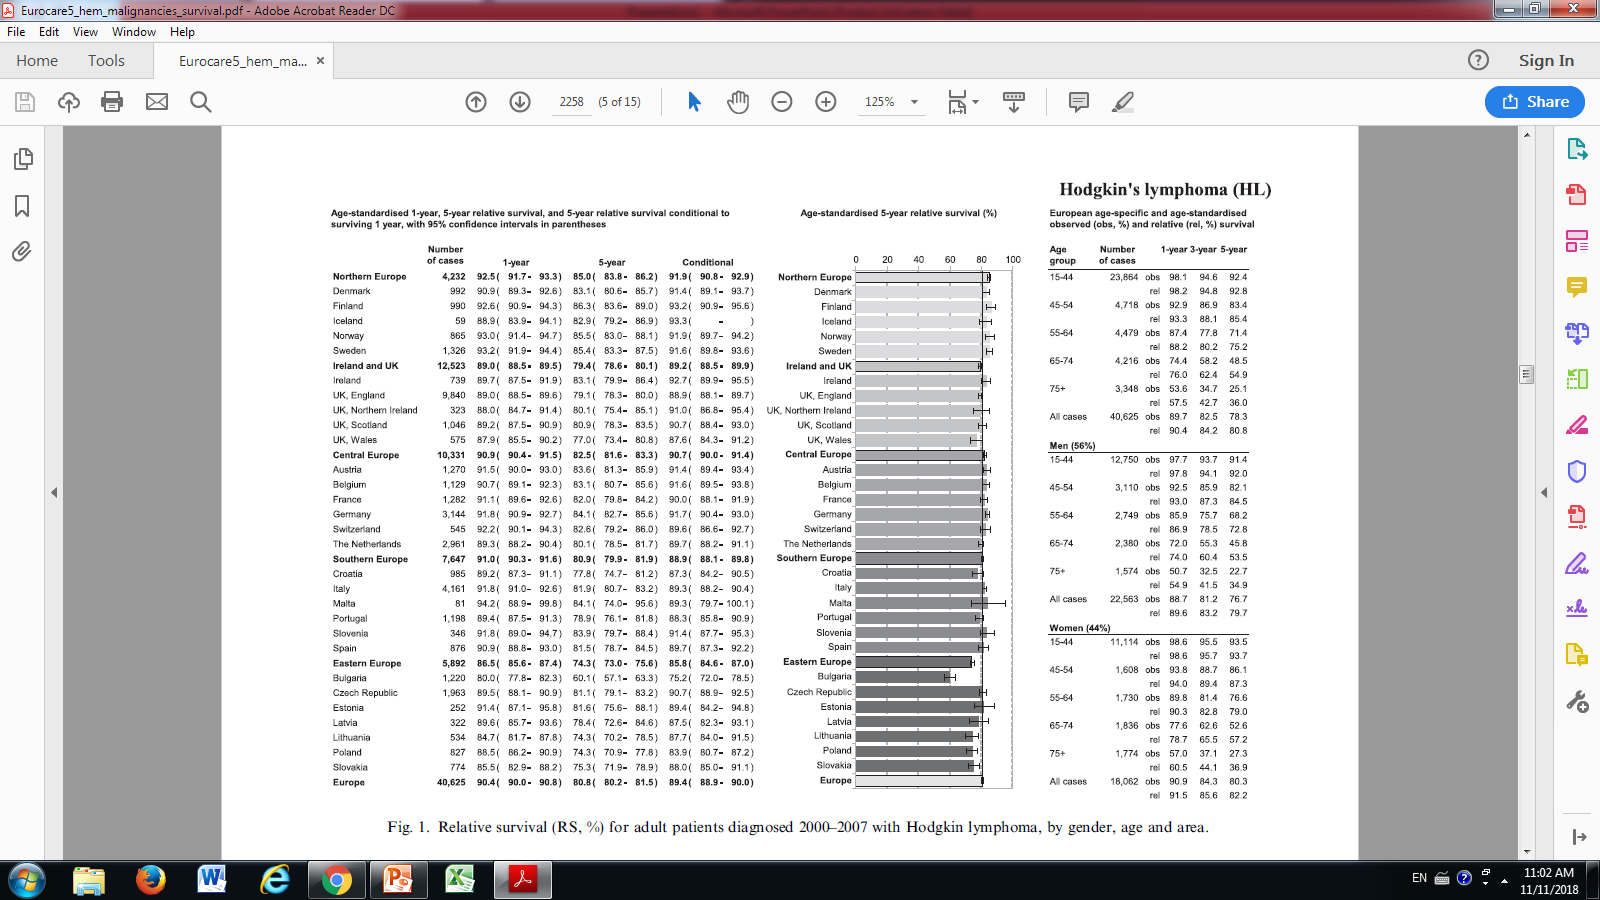 Eurocare5_hem_malignancies_survival.pdf - Adobe Acrobat Reader DC
File Edit View Window Help
Home Tools Eurocare5_hem_ma... × Sign In
2258 (5 of 15) 125% Share
Hodgkin's lymphoma (HL)
Age-standardised 1-year, 5-year relative survival, and 5-year relative survival conditional to
surviving 1 year, with 95% confidence intervals in parentheses
Number
of cases 1-year 5-year Conditional
Northern Europe 4,232 92.5 ( 91.7 - 93.3) 85.0 ( 83.8 - 86.2) 91.9 ( 90.8 - 92.9)
Denmark 992 90.9 ( 89.3 - 92.6) 83.1 ( 80.6 - 85.7) 91.4 ( 89.1 - 93.7)
Finland 990 92.6 ( 90.9 - 94.3) 86.3 ( 83.6 - 89.0) 93.2 ( 90.9 - 95.6)
Iceland 59 88.9 ( 83.9 - 94.1) 82.9 ( 79.2 - 86.9) 93.3 ( - )
Norway 865 93.0 ( 91.4 - 94.7) 85.5 ( 83.0 - 88.1) 91.9 ( 89.7 - 94.2)
Sweden 1,326 93.2 ( 91.9 - 94.4) 85.4 ( 83.3 - 87.5) 91.6 ( 89.8 - 93.6)
Ireland and UK 12,523 89.0 ( 88.5 - 89.5) 79.4 ( 78.6 - 80.1) 89.2 ( 88.5 - 89.9)
Ireland 739 89.7 ( 87.5 - 91.9) 83.1 ( 79.9 - 86.4) 92.7 ( 89.9 - 95.5)
UK, England 9,840 89.0 ( 88.5 - 89.6) 79.1 ( 78.3 - 80.0) 88.9 ( 88.1 - 89.7)
UK, Northern Ireland 323 88.0 ( 84.7 - 91.4) 80.1 ( 75.4 - 85.1) 91.0 ( 86.8 - 95.4)
UK, Scotland 1,046 89.2 ( 87.5 - 90.9) 80.9 ( 78.3 - 83.5) 90.7 ( 88.4 - 93.0)
UK, Wales 575 87.9 ( 85.5 - 90.2) 77.0 ( 73.4 - 80.8) 87.6 ( 84.3 - 91.2)
Central Europe 10,331 90.9 ( 90.4 - 91.5) 82.5 ( 81.6 - 83.3) 90.7 ( 90.0 - 91.4)
Austria 1,270 91.5 ( 90.0 - 93.0) 83.6 ( 81.3 - 85.9) 91.4 ( 89.4 - 93.4)
Belgium 1,129 90.7 ( 89.1 - 92.3) 83.1 ( 80.7 - 85.6) 91.6 ( 89.5 - 93.8)
France 1,282 91.1 ( 89.6 - 92.6) 82.0 ( 79.8 - 84.2) 90.0 ( 88.1 - 91.9)
Germany 3,144 91.8 ( 90.9 - 92.7) 84.1 ( 82.7 - 85.6) 91.7 ( 90.4 - 93.0)
Switzerland 545 92.2 ( 90.1 - 94.3) 82.6 ( 79.2 - 86.0) 89.6 ( 86.6 - 92.7)
The Netherlands 2,961 89.3 ( 88.2 - 90.4) 80.1 ( 78.5 - 81.7) 89.7 ( 88.2 - 91.1)
Southern Europe 7,647 91.0 ( 90.3 - 91.6) 80.9 ( 79.9 - 81.9) 88.9 ( 88.1 - 89.8)
Croatia 985 89.2 ( 87.3 - 91.1) 77.8 ( 74.7 - 81.2) 87.3 ( 84.2 - 90.5)
Italy 4,161 91.8 ( 91.0 - 92.6) 81.9 ( 80.7 - 83.2) 89.3 ( 88.2 - 90.4)
Malta 81 94.2 ( 88.9 - 99.8) 84.1 ( 74.0 - 95.6) 89.3 ( 79.7 - 100.1)
Portugal 1,198 89.4 ( 87.5 - 91.3) 78.9 ( 76.1 - 81.8) 88.3 ( 85.8 - 90.9)
Slovenia 346 91.8 ( 89.0 - 94.7) 83.9 ( 79.7 - 88.4) 91.4 ( 87.7 - 95.3)
Spain 876 90.9 ( 88.8 - 93.0) 81.5 ( 78.7 - 84.5) 89.7 ( 87.3 - 92.2)
Eastern Europe 5,892 86.5 ( 85.6 - 87.4) 74.3 ( 73.0 - 75.6) 85.8 ( 84.6 - 87.0)
Bulgaria 1,220 80.0 ( 77.8 - 82.3) 60.1 ( 57.1 - 63.3) 75.2 ( 72.0 - 78.5)
Czech Republic 1,963 89.5 ( 88.1 - 90.9) 81.1 ( 79.1 - 83.2) 90.7 ( 88.9 - 92.5)
Estonia 252 91.4 ( 87.1 - 95.8) 81.6 ( 75.6 - 88.1) 89.4 ( 84.2 - 94.8)
Latvia 322 89.6 ( 85.7 - 93.6) 78.4 ( 72.6 - 84.6) 87.5 ( 82.3 - 93.1)
Lithuania 534 84.7 ( 81.7 - 87.8) 74.3 ( 70.2 - 78.5) 87.7 ( 84.0 - 91.5)
Poland 827 88.5 ( 86.2 - 90.9) 74.3 ( 70.9 - 77.8) 83.9 ( 80.7 - 87.2)
Slovakia 774 85.5 ( 82.9 - 88.2) 75.3 ( 71.9 - 78.9) 88.0 ( 85.0 - 91.1)
Europe 40,625 90.4 ( 90.0 - 90.8) 80.8 ( 80.2 - 81.5) 89.4 ( 88.9 - 90.0)
Age-standardised 5-year relative survival (%)
0 20 40 60 80 100
Northern Europe
Denmark
Finland
Iceland
Norway
Sweden
Ireland and UK
Ireland
UK, England
UK, Northern Ireland
UK, Scotland
UK, Wales
Central Europe
Austria
Belgium
France
Germany
Switzerland
The Netherlands
Southern Europe
Croatia
Italy
Malta
Portugal
Slovenia
Spain
Eastern Europe
Bulgaria
Czech Republic
Estonia
Latvia
Lithuania
Poland
Slovakia
Europe
European age-specific and age-standardised
observed (obs, %) and relative (rel, %) survival
Age Number 1-year 3-year 5-year
group of cases
15-44 23,864 obs 98.1 94.6 92.4
rel 98.2 94.8 92.8
45-54 4,718 obs 92.9 86.9 83.4
rel 93.3 88.1 85.4
55-64 4,479 obs 87.4 77.8 71.4
rel 88.2 80.2 75.2
65-74 4,216 obs 74.4 58.2 48.5
rel 76.0 62.4 54.9
75+ 3,348 obs 53.6 34.7 25.1
rel 57.5 42.7 36.0
All cases 40,625 obs 89.7 82.5 78.3
rel 90.4 84.2 80.8
Men (56%)
15-44 12,750 obs 97.7 93.7 91.4
rel 97.8 94.1 92.0
45-54 3,110 obs 92.5 85.9 82.1
rel 93.0 87.3 84.5
55-64 2,749 obs 85.9 75.7 68.2
rel 86.9 78.5 72.8
65-74 2,380 obs 72.0 55.3 45.8
rel 74.0 60.4 53.5
75+ 1,574 obs 50.7 32.5 22.7
rel 54.9 41.5 34.9
All cases 22,563 obs 88.7 81.2 76.7
rel 89.6 83.2 79.7
Women (44%)
15-44 11,114 obs 98.6 95.5 93.5
rel 98.6 95.7 93.7
45-54 1,608 obs 93.8 88.7 86.1
rel 94.0 89.4 87.3
55-64 1,730 obs 89.8 81.4 76.6
rel 90.3 82.8 79.0
65-74 1,836 obs 77.6 62.6 52.6
rel 78.7 65.5 57.2
75+ 1,774 obs 57.0 37.1 27.3
rel 60.5 44.1 36.9
All cases 18,062 obs 90.9 84.3 80.3
rel 91.5 85.6 82.2
Fig. 1. Relative survival (RS, %) for adult patients diagnosed 2000–2007 with Hodgkin lymphoma, by gender, age and area.
EN 11:02 AM
11/11/2018